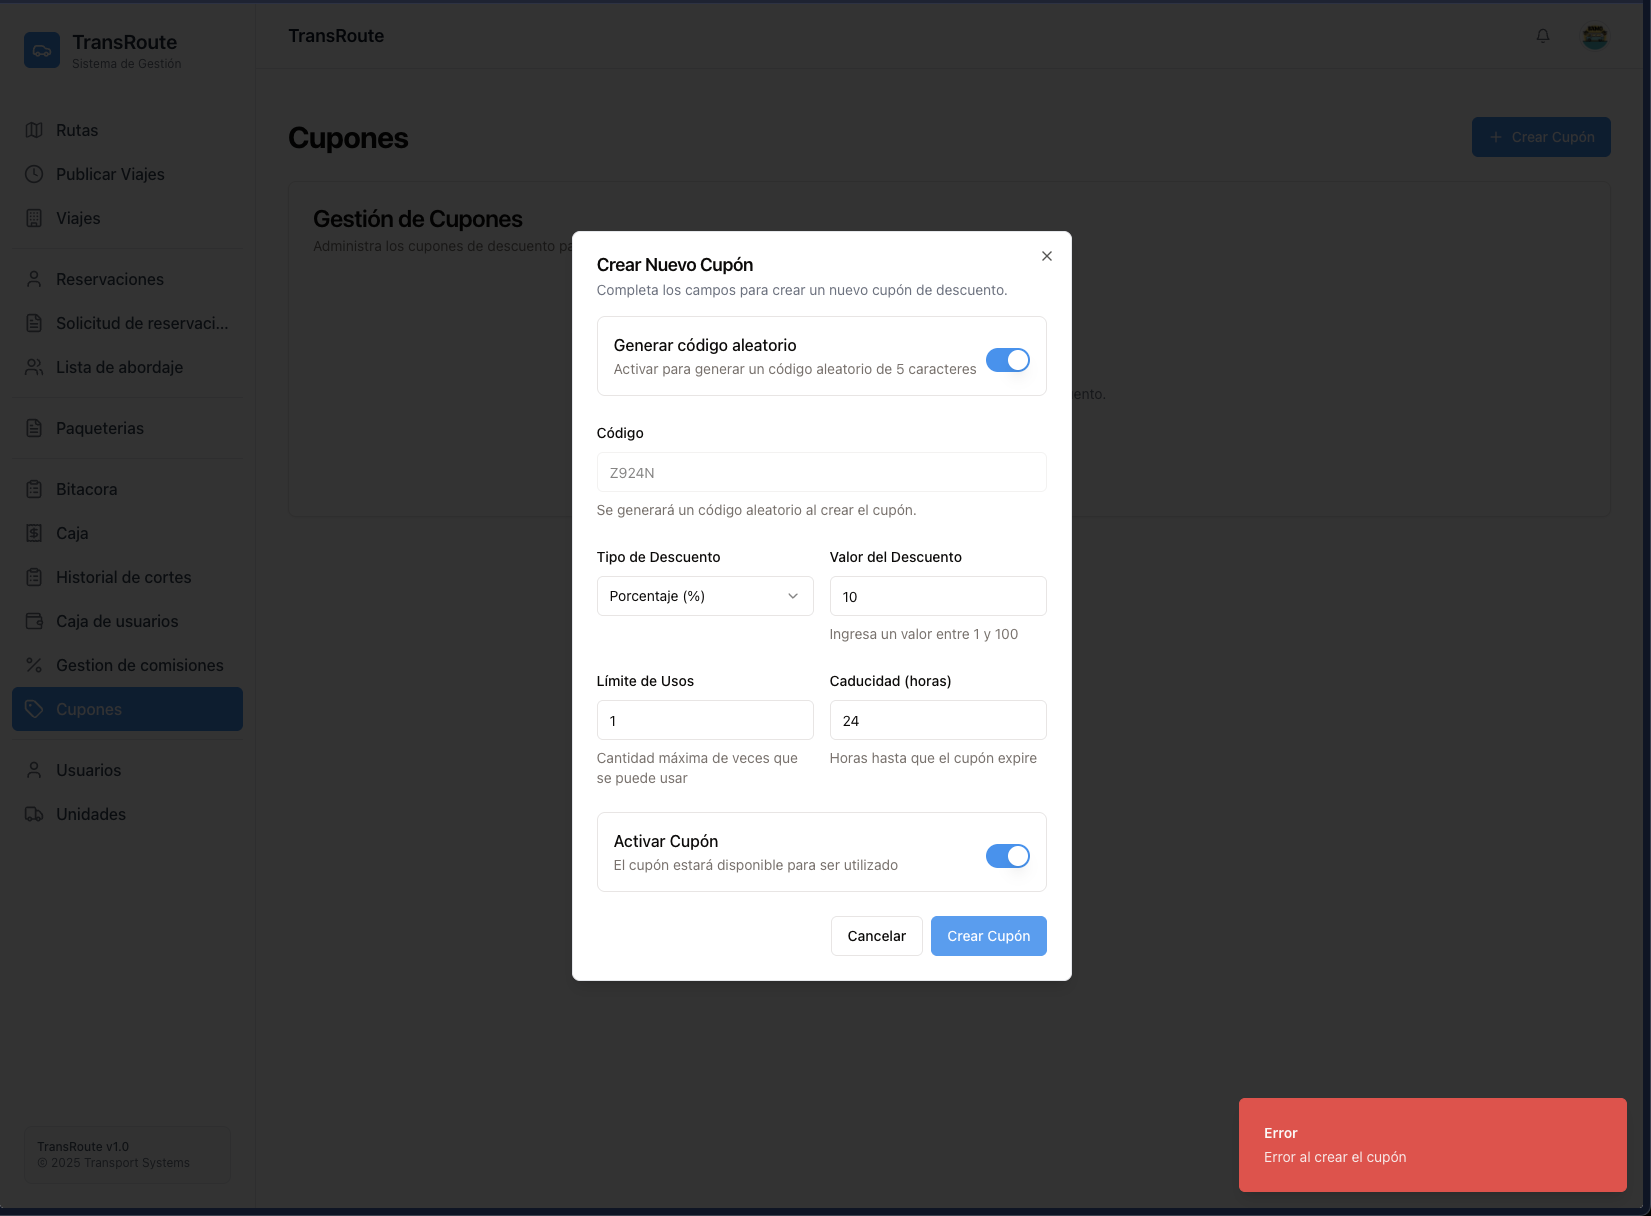 TransRoute
Sistema de Gestión
TransRoute
Rutas
Publicar Viajes
Viajes
Reservaciones
Solicitud de reservaci...
Lista de abordaje
Paqueterias
Bitacora
Caja
Historial de cortes
Caja de usuarios
Gestion de comisiones
Cupones
Usuarios
Unidades
TransRoute v1.0
© 2025 Transport Systems
Cupones
Crear Cupón
Gestión de Cupones
Administra los cupones de descuento
Crear Nuevo Cupón
Completa los campos para crear un nuevo cupón de descuento.
Generar código aleatorio
Activar para generar un código aleatorio de 5 caracteres
Código
Z924N
Se generará un código aleatorio al crear el cupón.
Tipo de Descuento
Porcentaje (%)
Valor del Descuento
10
Ingresa un valor entre 1 y 100
Límite de Usos
1
Cantidad máxima de veces que
se puede usar
Caducidad (horas)
24
Horas hasta que el cupón expire
Activar Cupón
El cupón estará disponible para ser utilizado
Cancelar
Crear Cupón
Error
Error al crear el cupón